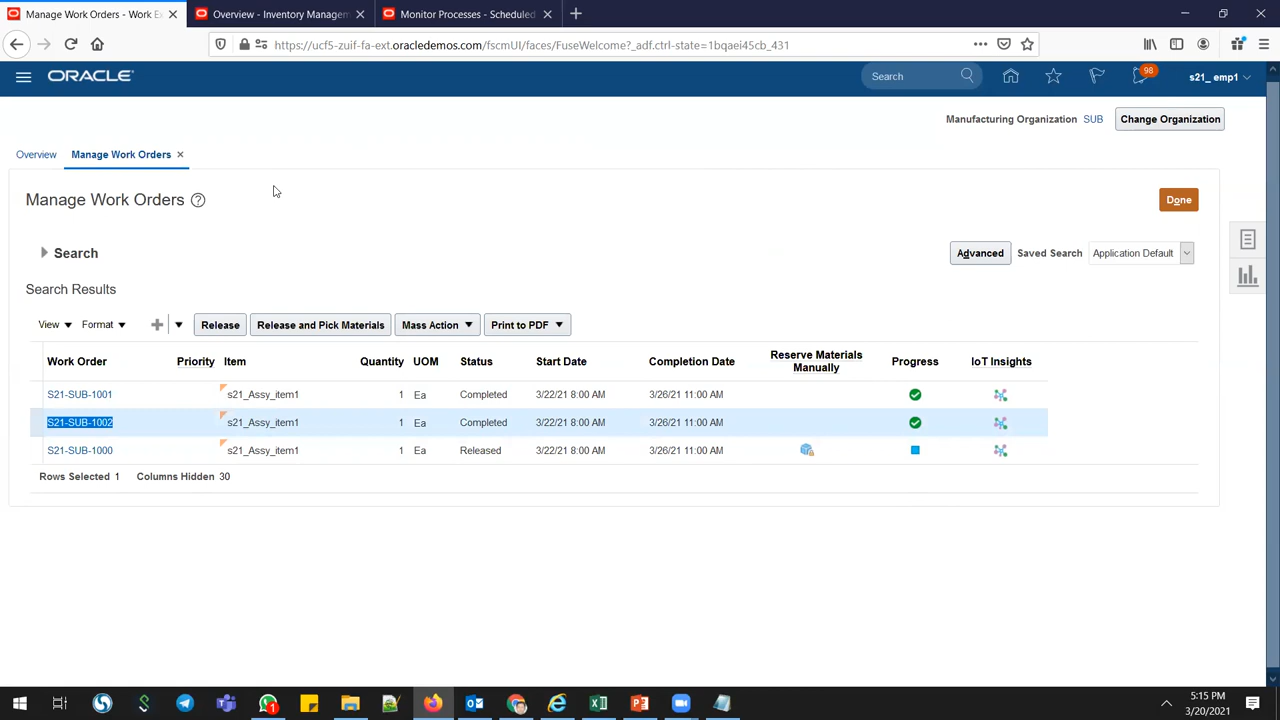 Manage Work Orders - Work Ex
Overview - Inventory Managem
Monitor Processes - Scheduled
https://ucf5-zuif-fa-ext.oracledemos.com/fscmUI/faces/FuseWelcome?_adf.ctrl-state=1bqaei45cb_431
ORACLE
Search
98
s21_ emp1
Manufacturing Organization SUB Change Organization
Overview Manage Work Orders
Manage Work Orders ?
Done
Search
Advanced Saved Search Application Default
Search Results
View Format Release Release and Pick Materials Mass Action Print to PDF
Work Order Priority Item Quantity UOM Status Start Date Completion Date Reserve Materials Manually Progress IoT Insights
S21-SUB-1001 s21_Assy_item1 1 Ea Completed 3/22/21 8:00 AM 3/26/21 11:00 AM
S21-SUB-1002 s21_Assy_item1 1 Ea Completed 3/22/21 8:00 AM 3/26/21 11:00 AM
S21-SUB-1000 s21_Assy_item1 1 Ea Released 3/22/21 8:00 AM 3/26/21 11:00 AM
Rows Selected 1 Columns Hidden 30
5:15 PM
3/20/2021